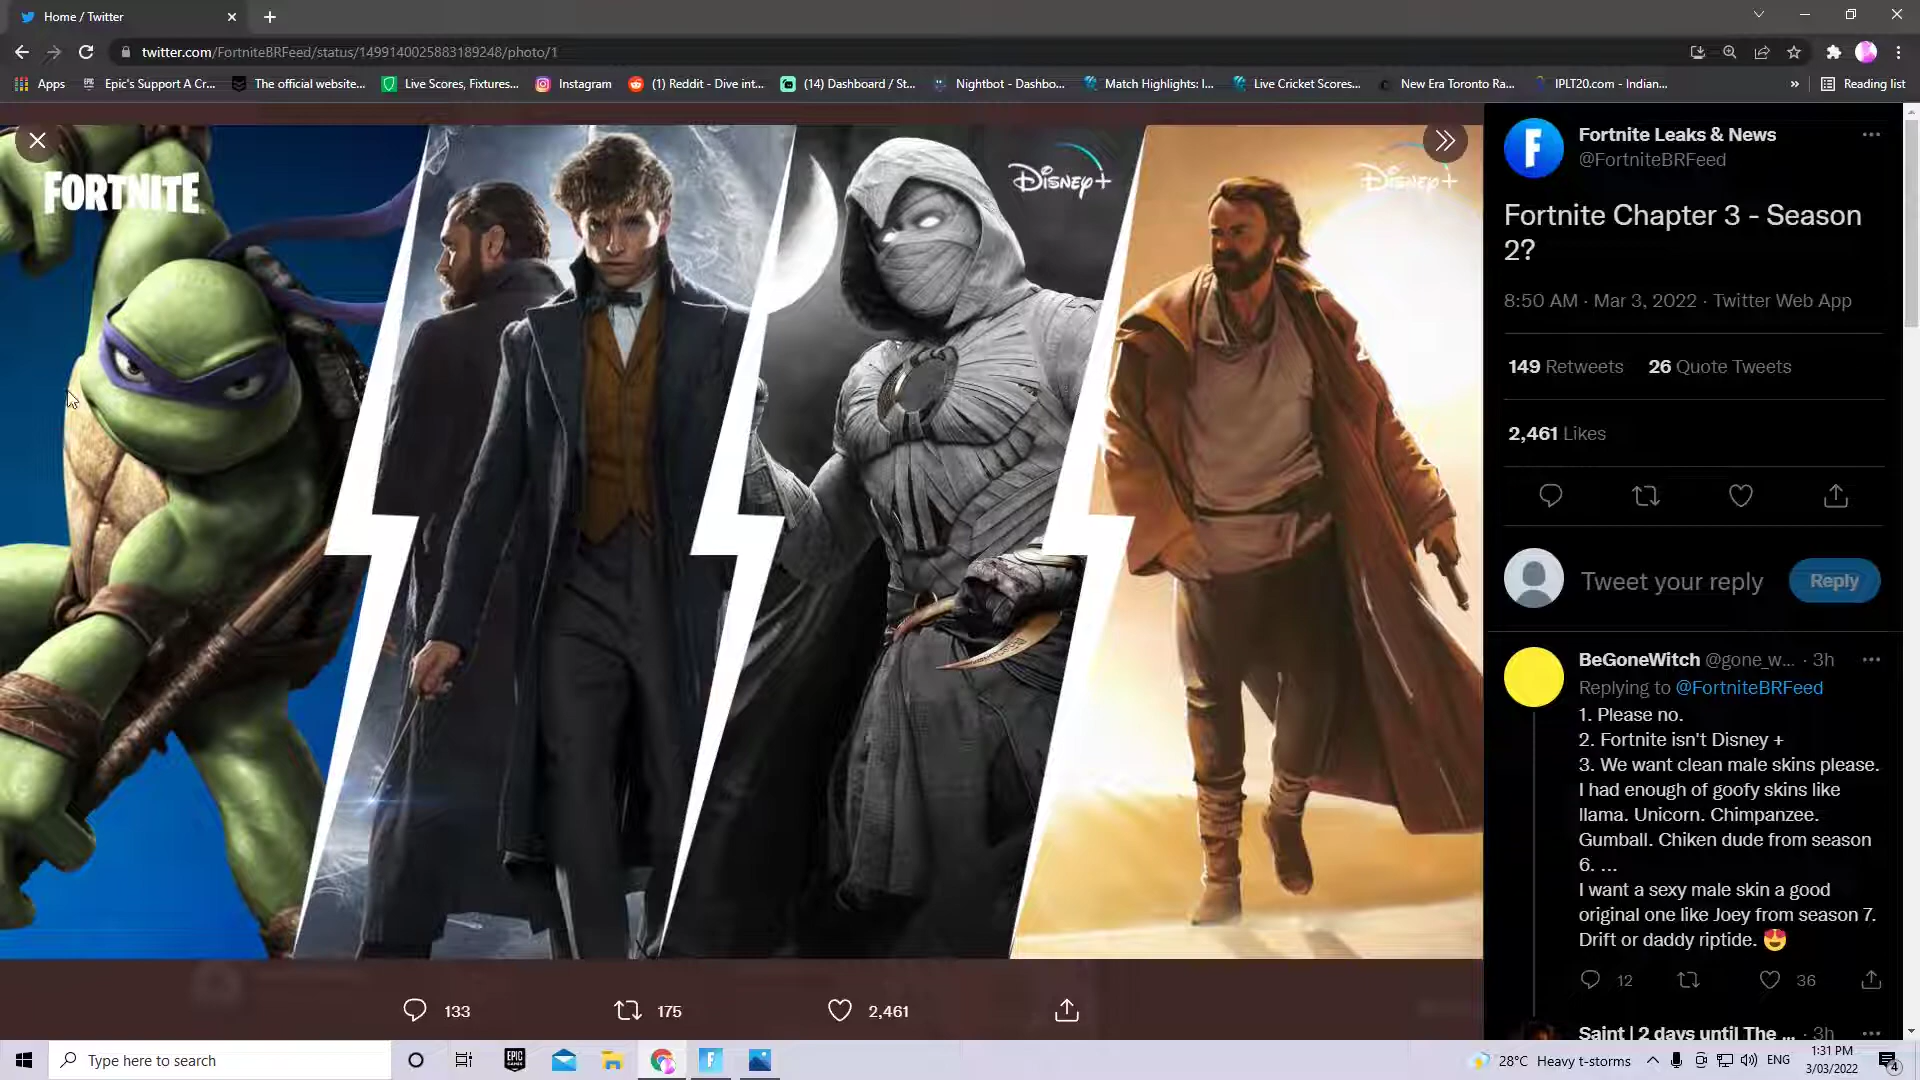 Home / Twitter
twitter.com/FortniteBRFeed/status/1499140025883189248/photo/1
Apps
Epic's Support A Cr...
The official website...
Live Scores, Fixtures...
Instagram
(1) Reddit - Dive int...
(14) Dashboard / St...
Nightbot - Dashbo...
Match Highlights: I...
Live Cricket Scores...
New Era Toronto Ra...
IPLT20.com - Indian...
Reading list
FORTNITE
Disney+
Disney+
Fortnite Leaks & News
@FortniteBRFeed
Fortnite Chapter 3 - Season
2?
8:50 AM · Mar 3, 2022 · Twitter Web App
149 Retweets 26 Quote Tweets
2,461 Likes
Tweet your reply
Reply
BeGoneWitch @gone_w... · 3h
Replying to @FortniteBRFeed
1. Please no.
2. Fortnite isn't Disney +
3. We want clean male skins please.
I had enough of goofy skins like
llama. Unicorn. Chimpanzee.
Gumball. Chiken dude from season
6. ...
I want a sexy male skin a good
original one like Joey from season 7.
Drift or daddy riptide. 😍
12 36
Saint | 2 days until The ... · 3h
133 175 2,461
Type here to search
EPIC GAMES
28°C Heavy t-storms
ENG
1:31 PM
3/03/2022
4